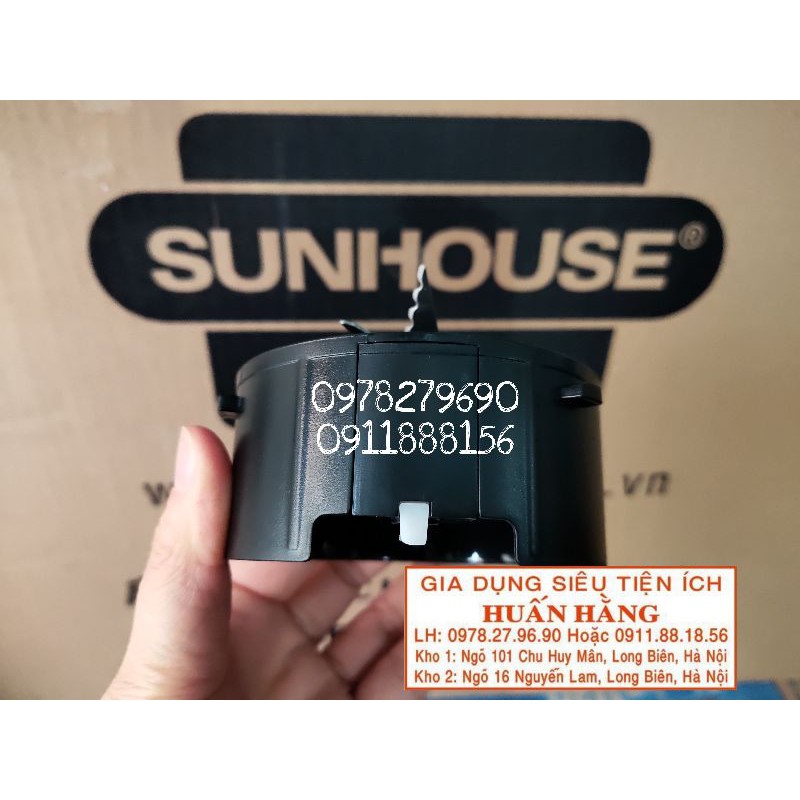 SUNHOUSE®
0978279690
0911888156
.vn
GIA DỤNG SIÊU TIỆN ÍCH
HUẤN HẰNG
LH: 0978.27.96.90 Hoặc 0911.88.18.56
Kho 1: Ngõ 101 Chu Huy Mân, Long Biên, Hà Nội
Kho 2: Ngõ 16 Nguyễn Lam, Long Biên, Hà Nội